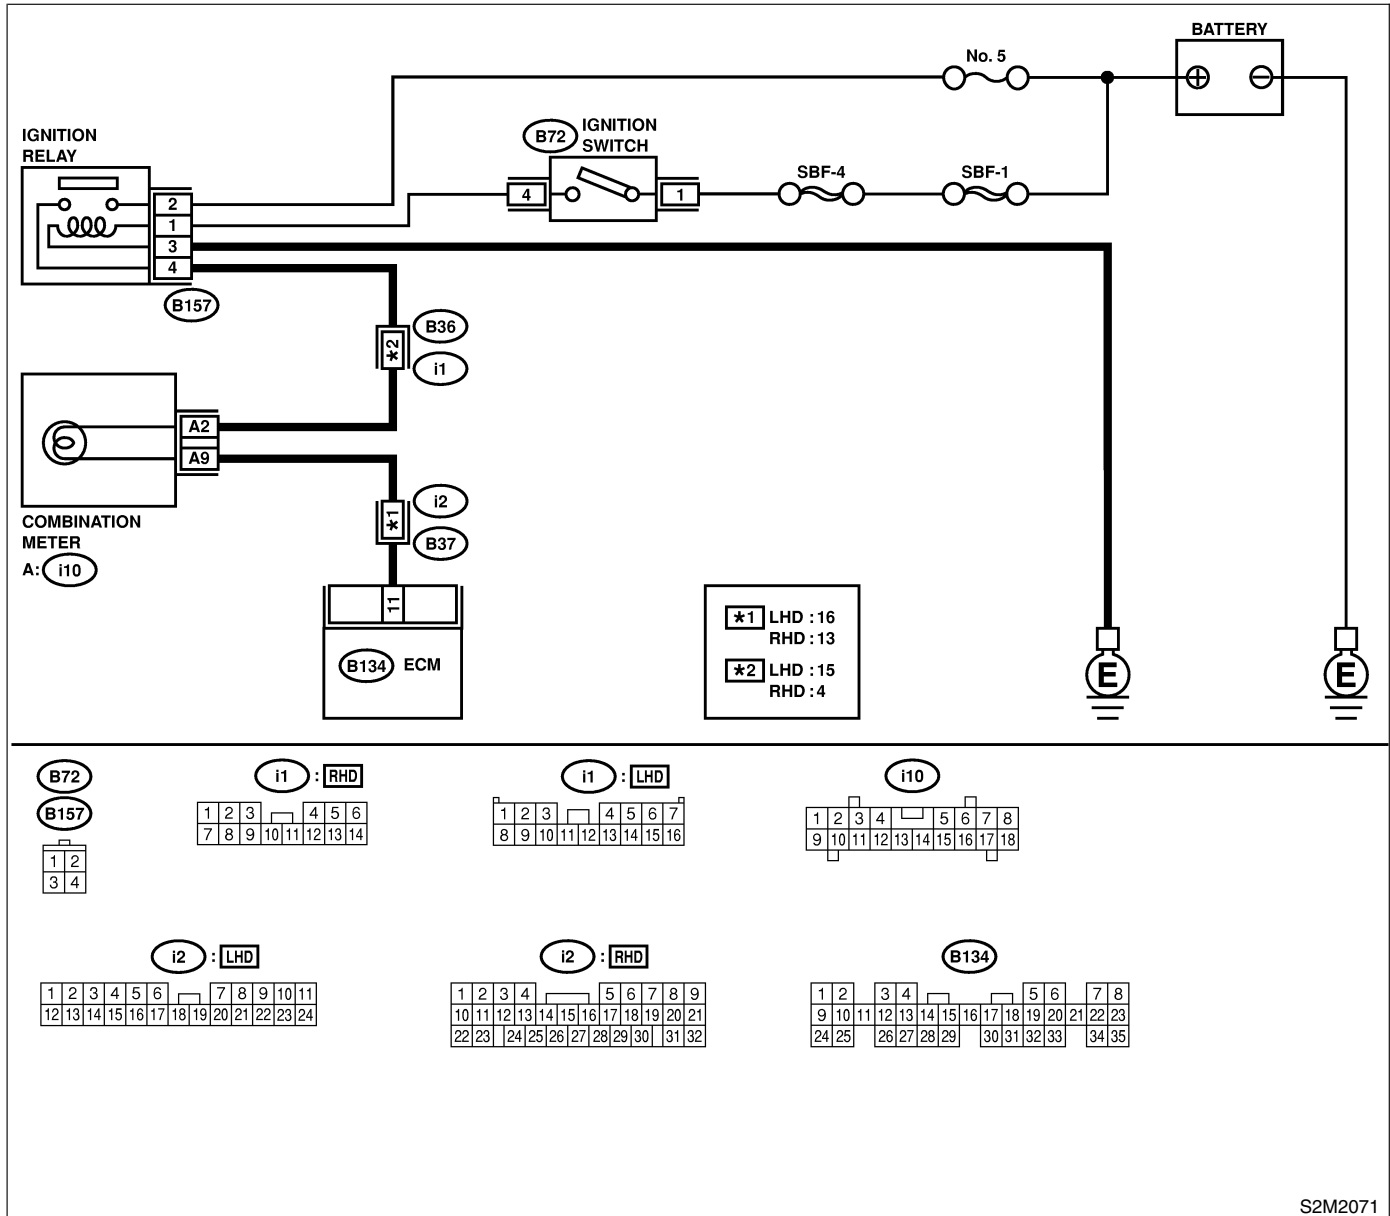 BATTERY
No. 5
IGNITION
RELAY
B72
IGNITION
SWITCH
SBF-4
SBF-1
4
1
2
1
3
4
B157
B36
*2
i1
A2
A9
i2
*1
B37
COMBINATION
METER
A: i10
11
B134 ECM
*1 LHD : 16
RHD : 13
*2 LHD : 15
RHD : 4
E
E
B72
B157
1 2
3 4
i1 : RHD
1 2 3 4 5 6
7 8 9 10 11 12 13 14
i1 : LHD
1 2 3 4 5 6 7
8 9 10 11 12 13 14 15 16
i10
1 2 3 4 5 6 7 8
9 10 11 12 13 14 15 16 17 18
i2 : LHD
1 2 3 4 5 6 7 8 9 10 11
12 13 14 15 16 17 18 19 20 21 22 23 24
i2 : RHD
1 2 3 4 5 6 7 8 9
10 11 12 13 14 15 16 17 18 19 20 21
22 23 24 25 26 27 28 29 30 31 32
B134
1 2 3 4 5 6 7 8
9 10 11 12 13 14 15 16 17 18 19 20 21 22 23
24 25 26 27 28 29 30 31 32 33 34 35
S2M2071